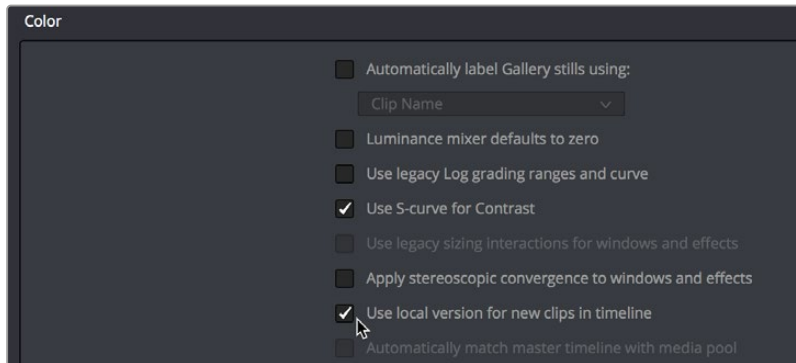 Color
Automatically label Gallery stills using:
Clip Name
Luminance mixer defaults to zero
Use legacy Log grading ranges and curve
Use S-curve for Contrast
Use legacy sizing interactions for windows and effects
Apply stereoscopic convergence to windows and effects
Use local version for new clips in timeline
Automatically match master timeline with media pool